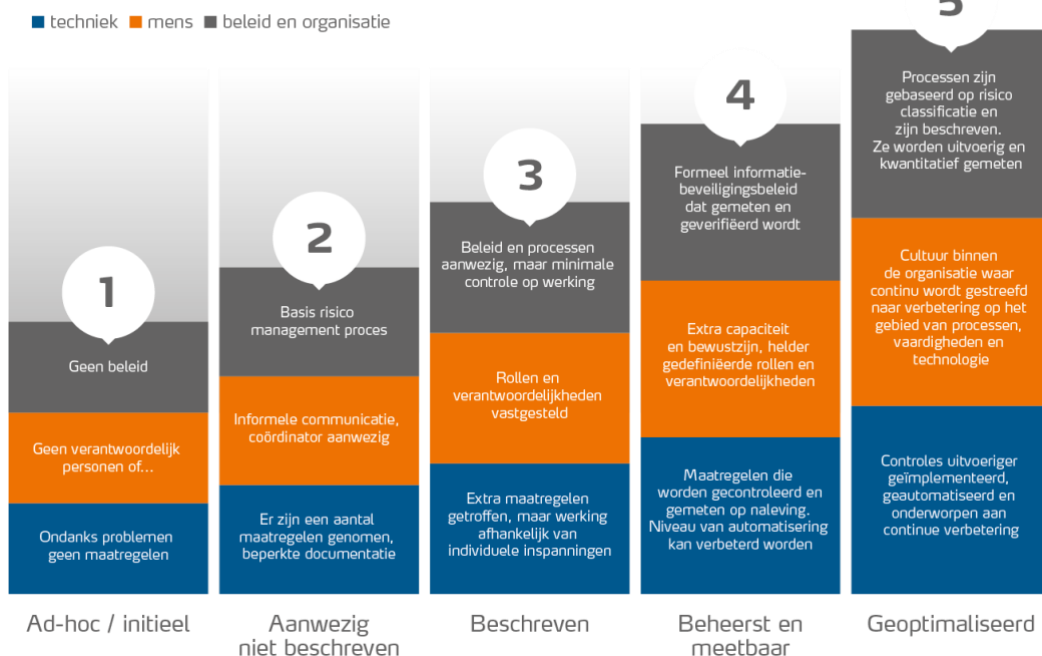 techniek mens beleid en organisatie
1
Geen beleid
Geen verantwoordelijk
personen of...
Ondanks problemen
geen maatregelen
Ad-hoc / initieel
2
Basis risico
management proces
Informele communicatie,
coördinator aanwezig
Er zijn een aantal
maatregelen genomen,
beperkte documentatie
Aanwezig
niet beschreven
3
Beleid en processen
aanwezig, maar minimale
controle op werking
Rollen en
verantwoordelijkheden
vastgesteld
Extra maatregelen
getroffen, maar werking
afhankelijk van
individuele inspanningen
Beschreven
4
Formeel informatie-
beveiligingsbeleid
dat gemeten en
geverifiëerd wordt
Extra capaciteit
en bewustzijn, helder
gedefiniëerde rollen en
verantwoordelijkheden
Maatregelen die
worden gecontroleerd en
gemeten op naleving.
Niveau van automatisering
kan verbeterd worden
Beheerst en
meetbaar
5
Processen zijn
gebaseerd op risico
classificatie en
zijn beschreven.
Ze worden uitvoerig en
kwantitatief gemeten
Cultuur binnen
de organisatie waar
continu wordt gestreefd
naar verbetering op het
gebied van processen,
vaardigheden en
technologie
Controles uitvoeriger
geïmplementeerd,
geautomatiseerd en
onderworpen aan
continue verbetering
Geoptimaliseerd